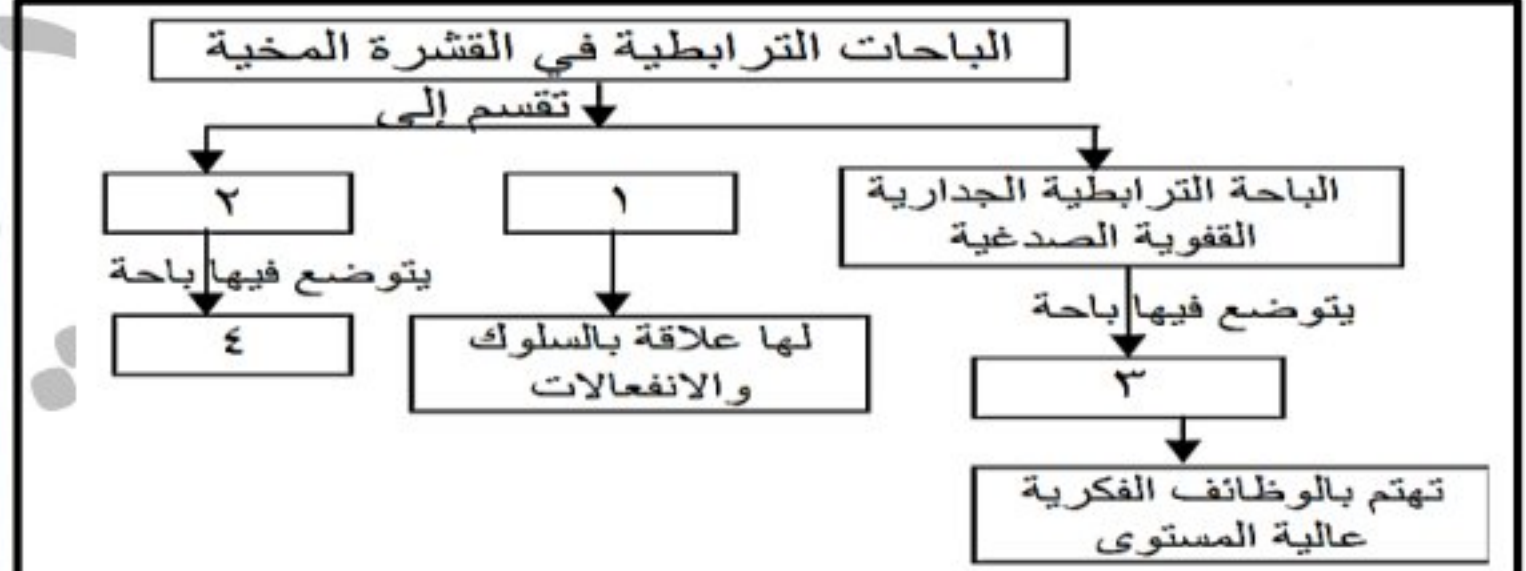 الباحات الترابطية في القشرة المخية
تقسم إلى
الباحة الترابطية الجدارية
القفوية الصدغية
١
٢
يتوضع فيها باحة
يتوضع فيها باحة
٣
لها علاقة بالسلوك
والانفعالات
٤
تهتم بالوظائف الفكرية
عالية المستوى